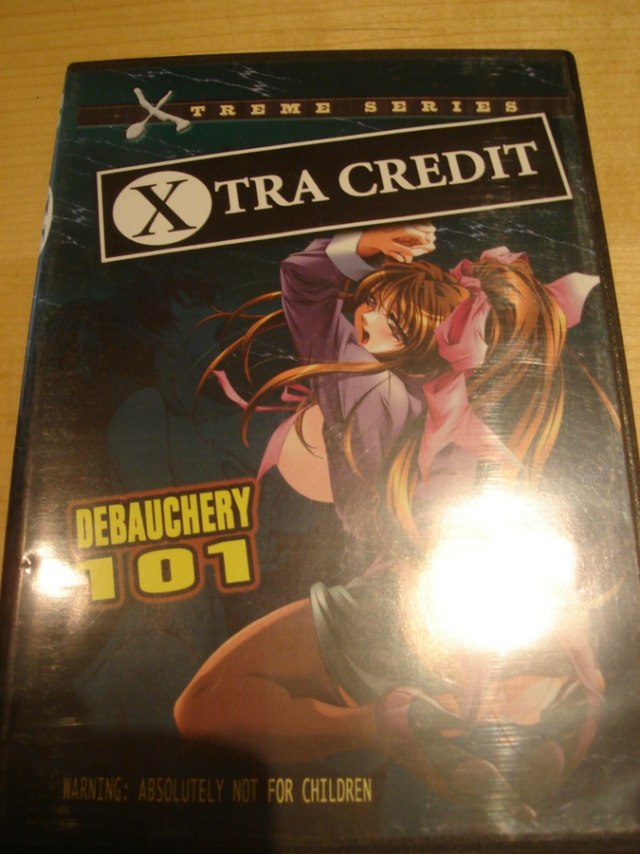 XTREME SERIES
XTRA CREDIT
DEBAUCHERY
101
WARNING: ABSOLUTELY NOT FOR CHILDREN